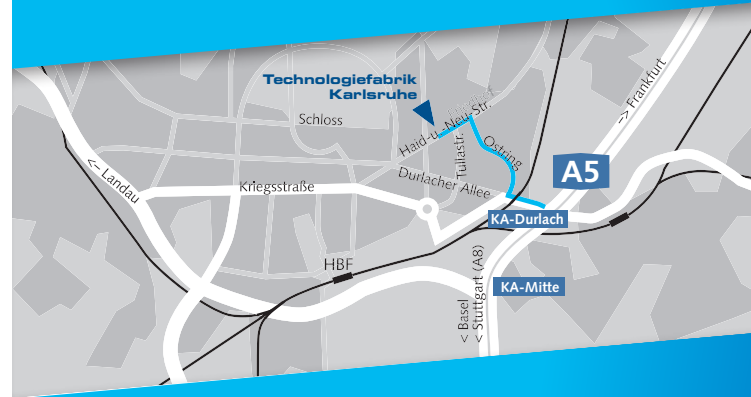 Technologiefabrik
Karlsruhe
Schloss
Haid-u.-Neu-Str.
Tullastr.
Ostring
-> Frankfurt
A5
<- Landau
Kriegsstraße
Durlacher Allee
KA-Durlach
HBF
KA-Mitte
< Basel
< Stuttgart (A8)